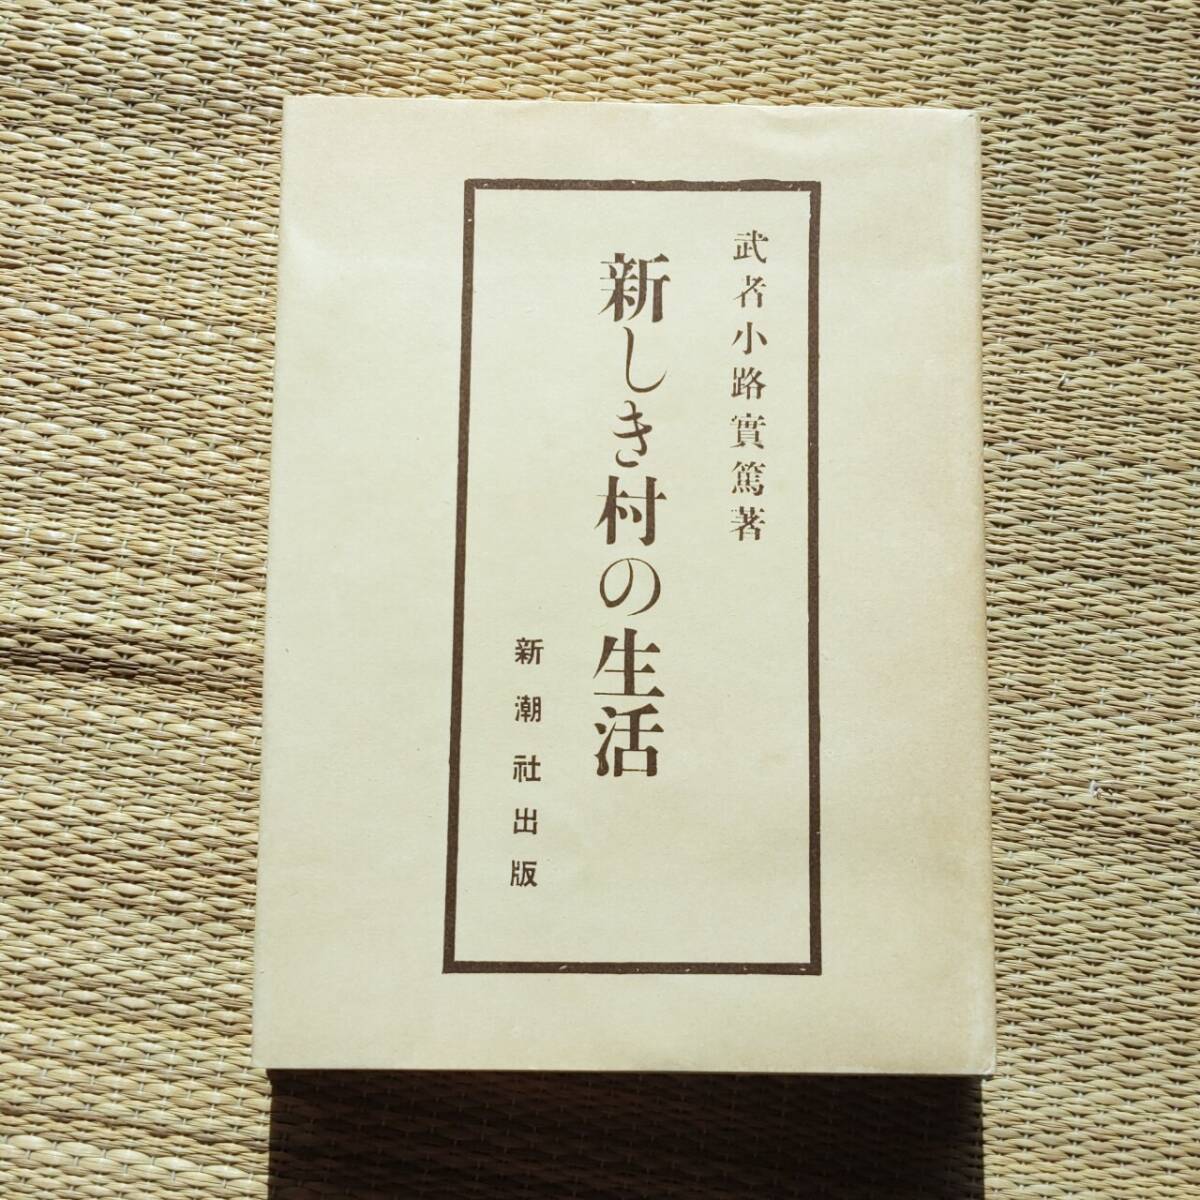 武者小路實篤著
新しき村の生活
新潮社出版